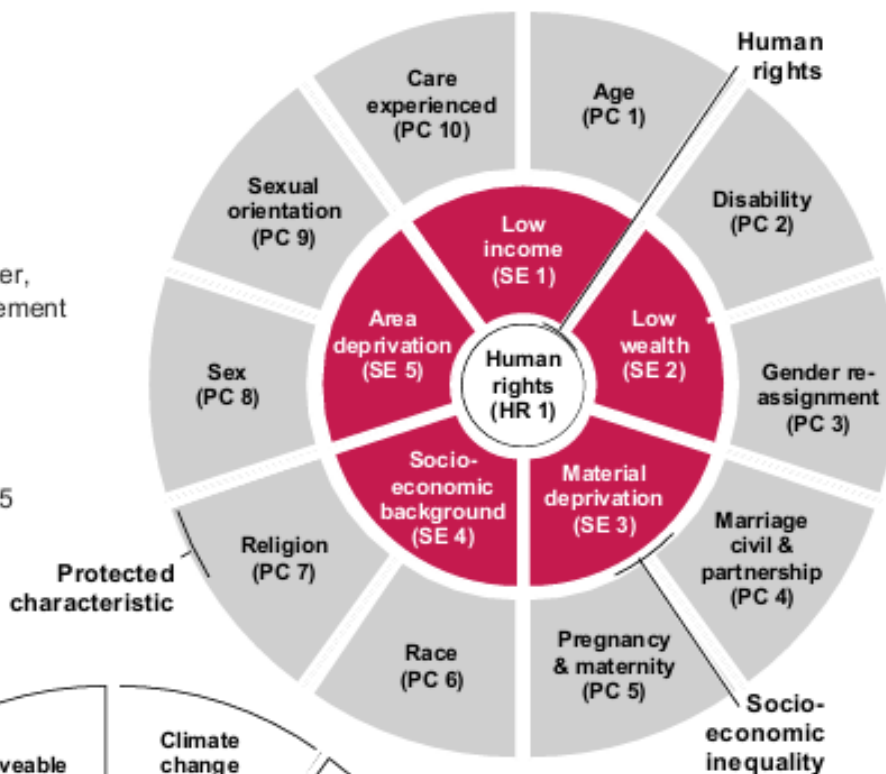 Human
rights
Care
experienced
(PC 10)
Age
(PC 1)
Sexual
orientation
(PC 9)
Disability
(PC 2)
Low
income
(SE 1)
er,
ement
Area
deprivation
(SE 5)
Low
wealth
(SE 2)
Human
rights
(HR 1)
Sex
(PC 8)
Gender re-
assignment
(PC 3)
Socio-
economic
background
(SE 4)
Material
deprivation
(SE 3)
5
Marriage
civil &
partnership
(PC 4)
Religion
(PC 7)
Protected
characteristic
Race
(PC 6)
Pregnancy
& maternity
(PC 5)
Socio-
economic
inequality
veable
Climate
change